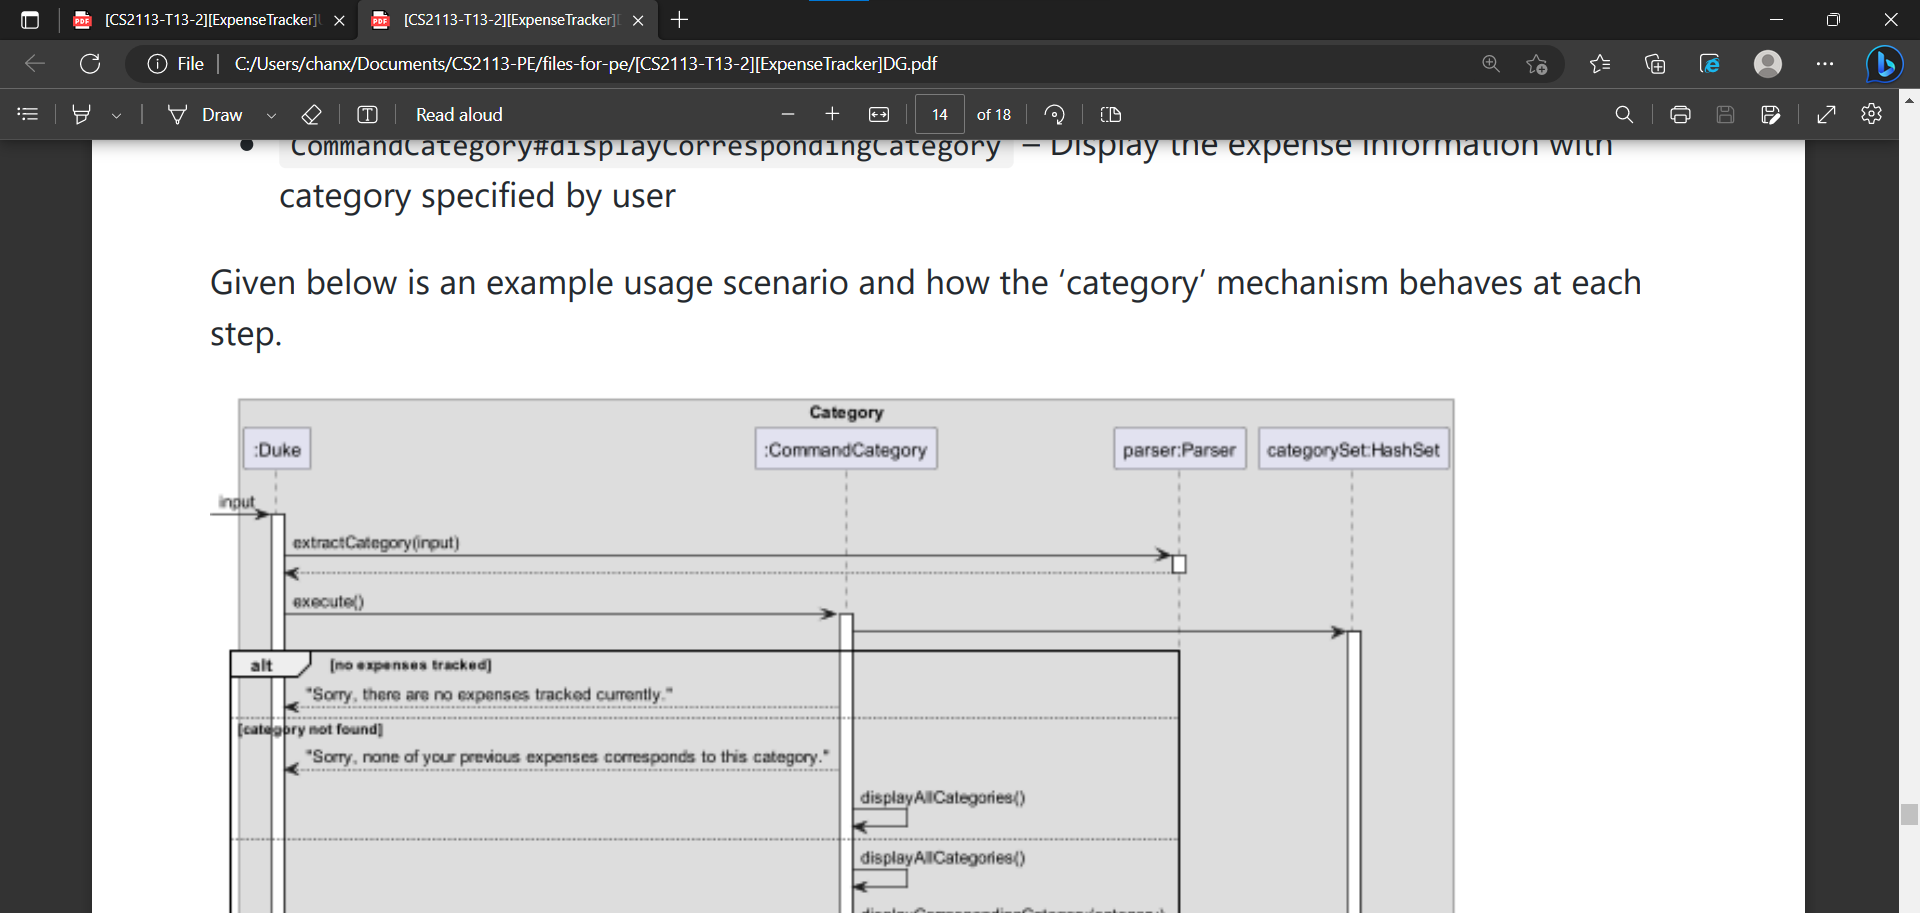 [CS2113-T13-2][ExpenseTracker]
[CS2113-T13-2][ExpenseTracker]
File
C:/Users/chanx/Documents/CS2113-PE/files-for-pe/[CS2113-T13-2][ExpenseTracker]DG.pdf
Draw
Read aloud
14 of 18
CommandCategory#displayCorrespondingCategory – Display the expense information with
category specified by user
Given below is an example usage scenario and how the ‘category’ mechanism behaves at each
step.
Category
:Duke :CommandCategory parser:Parser categorySet:HashSet
input
extractCategory(input)
execute()
alt [no expenses tracked]
"Sorry, there are no expenses tracked currently."
[category not found]
"Sorry, none of your previous expenses corresponds to this category."
displayAllCategories()
displayAllCategories()